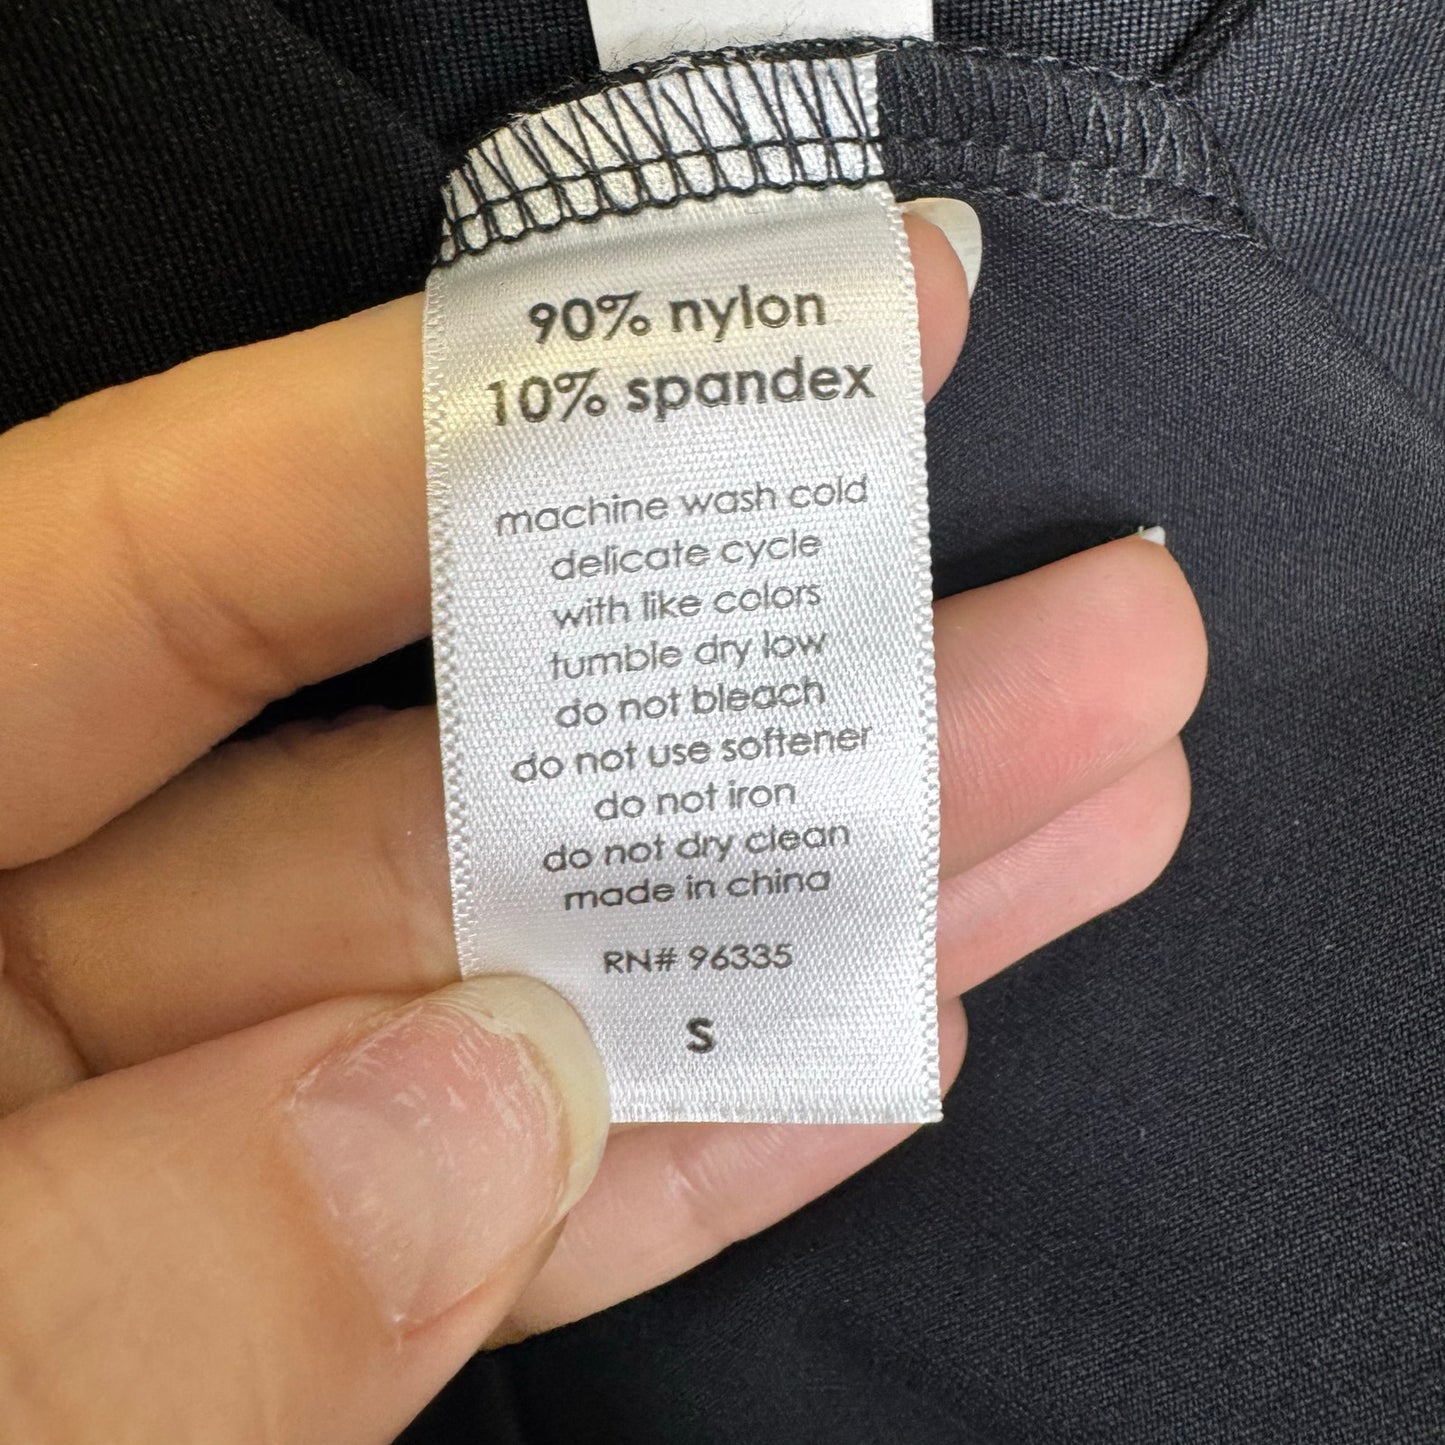 90% nylon
10% spandex
machine wash cold
delicate cycle
with like colors
tumble dry low
do not bleach
do not use softener
do not iron
do not dry clean
made in china
RN# 96335
S